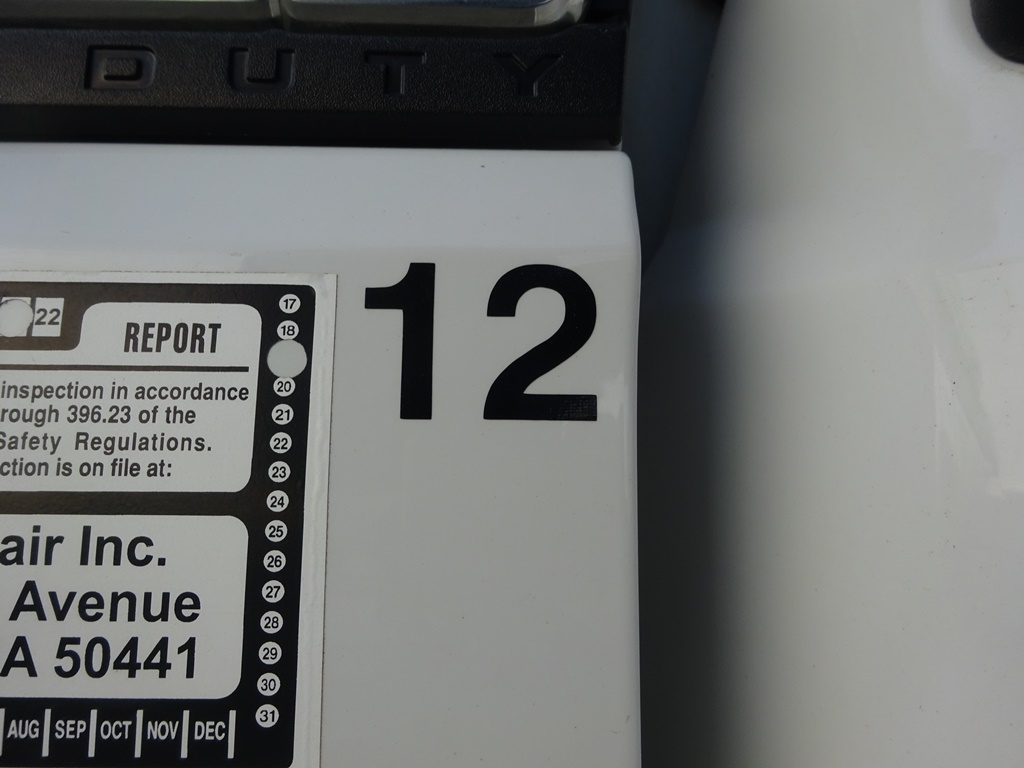 DUTY
12
22
REPORT
inspection in accordance
rough 396.23 of the
Safety Regulations.
ction is on file at:
air Inc.
Avenue
A 50441
17
18
20
21
22
23
24
25
26
27
28
29
30
31
AUG SEP OCT NOV DEC